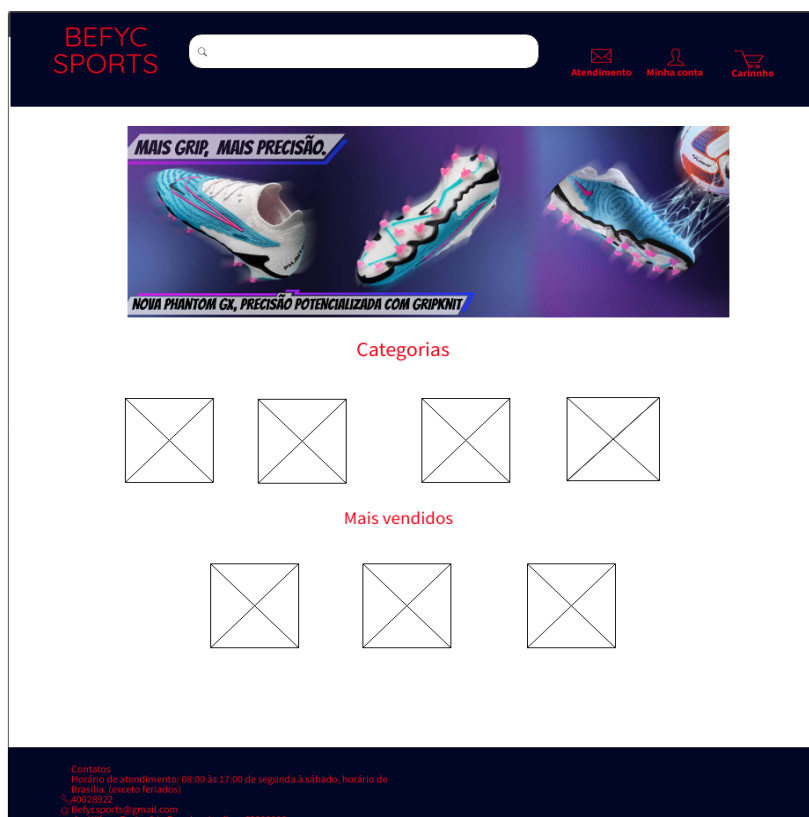 BEFYC
SPORTS
Atendimento
Minha conta
Carinnho
MAIS GRIP, MAIS PRECISÃO.
PHANTOM
NOVA PHANTOM GX, PRECISÃO POTENCIALIZADA COM GRIPKNIT
Categorias
Mais vendidos
Contatos
Horário de atendimento: 08:00 às 17:00 de segunda à sábado, horário de
Brasília. (exceto feriados)
40028922
Befycsports@gmail.com